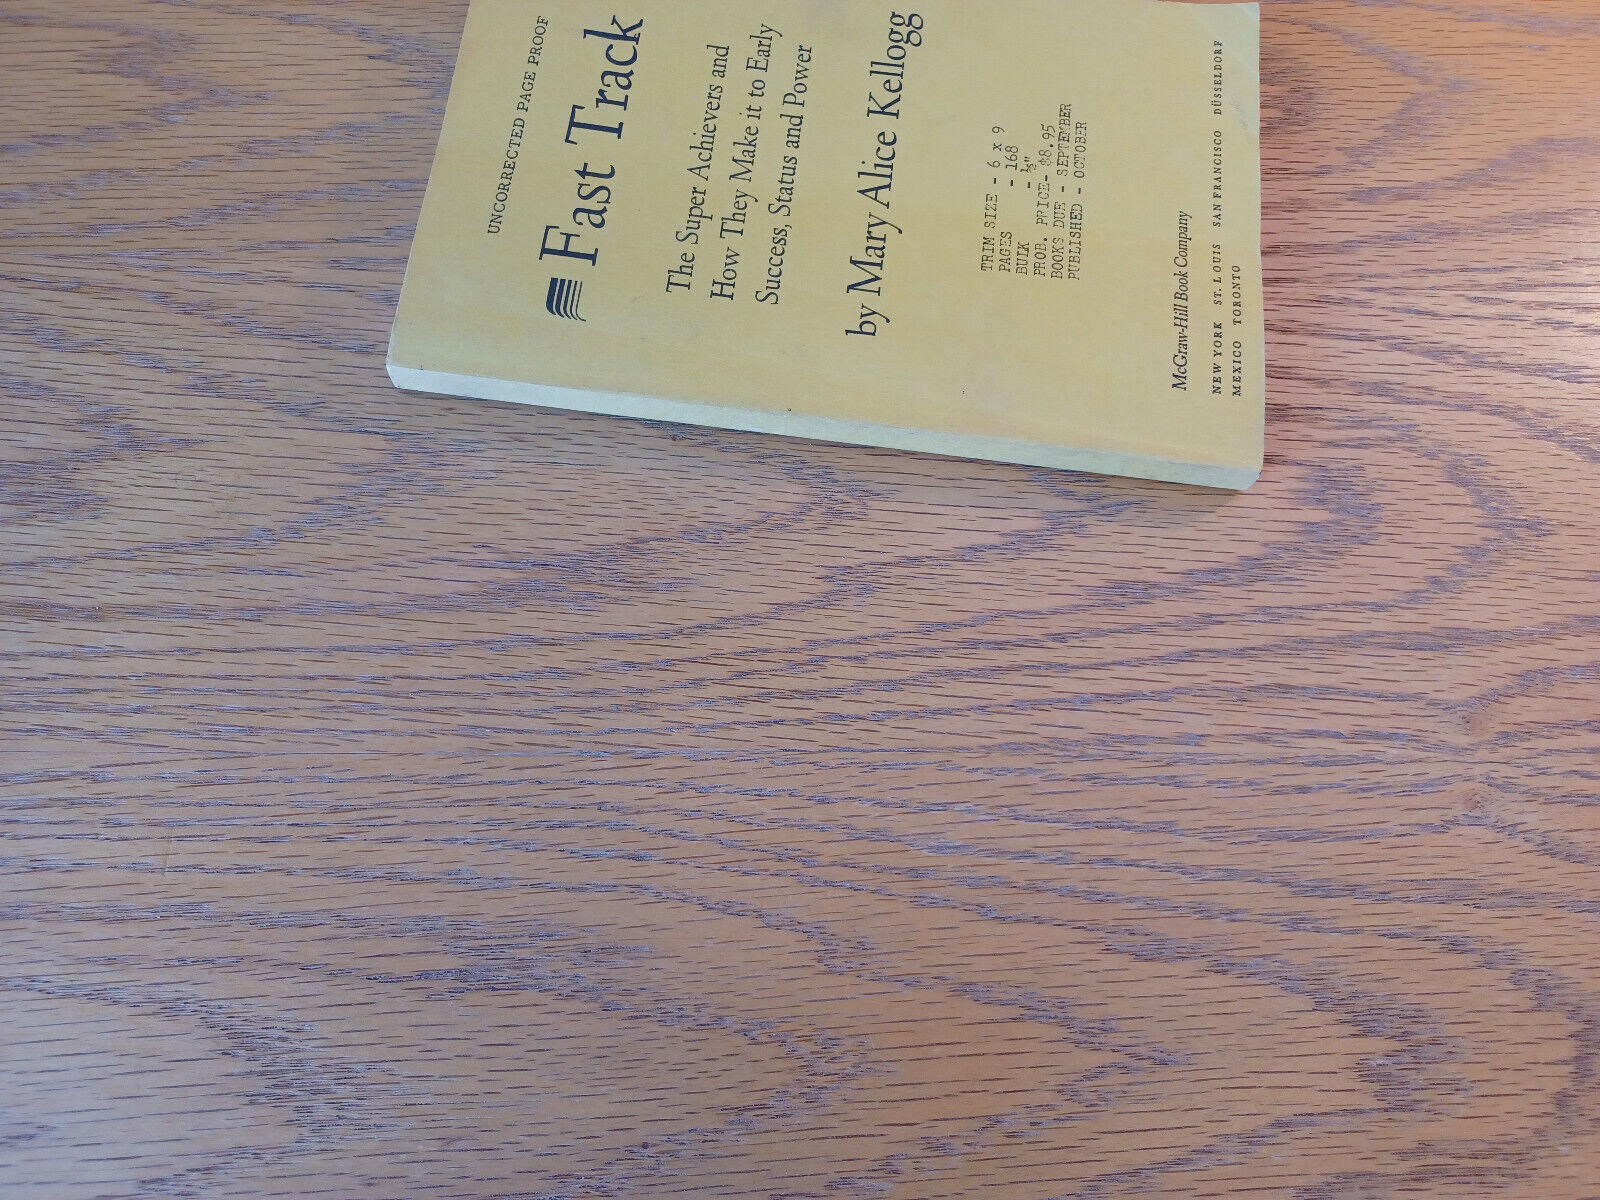 UNCORRECTED PAGE PROOF
Fast Track
The Super Achievers and
How They Make it to Early
Success, Status and Power
by Mary Alice Kellogg
TRIM SIZE - 6 x 9
PAGES - 168
BULK - ½"
PROB. PRICE- $8.95
BOOKS DUE - SEPTEMBER
PUBLISHED - OCTOBER
McGraw-Hill Book Company
NEW YORK ST. LOUIS SAN FRANCISCO DÜSSELDORF
MEXICO TORONTO